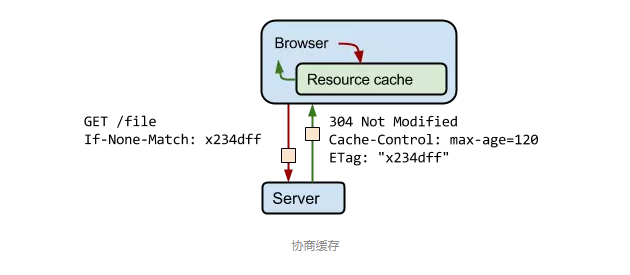 Browser
Resource cache
GET /file
If-None-Match: x234dff
304 Not Modified
Cache-Control: max-age=120
ETag: "x234dff"
Server
协商缓存